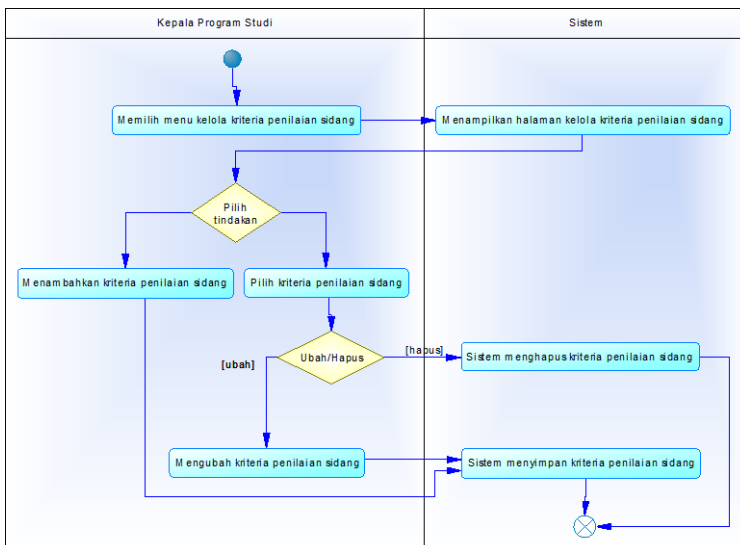 Kepala Program Studi
Sistem
Memilih menu kelola kriteria penilaian sidang
Menampilkan halaman kelola kriteria penilaian sidang
Pilih
tindakan
Menambahkan kriteria penilaian sidang
Pilih kriteria penilaian sidang
Ubah/Hapus
[hapus]
Sistem menghapus kriteria penilaian sidang
[ubah]
Mengubah kriteria penilaian sidang
Sistem menyimpan kriteria penilaian sidang